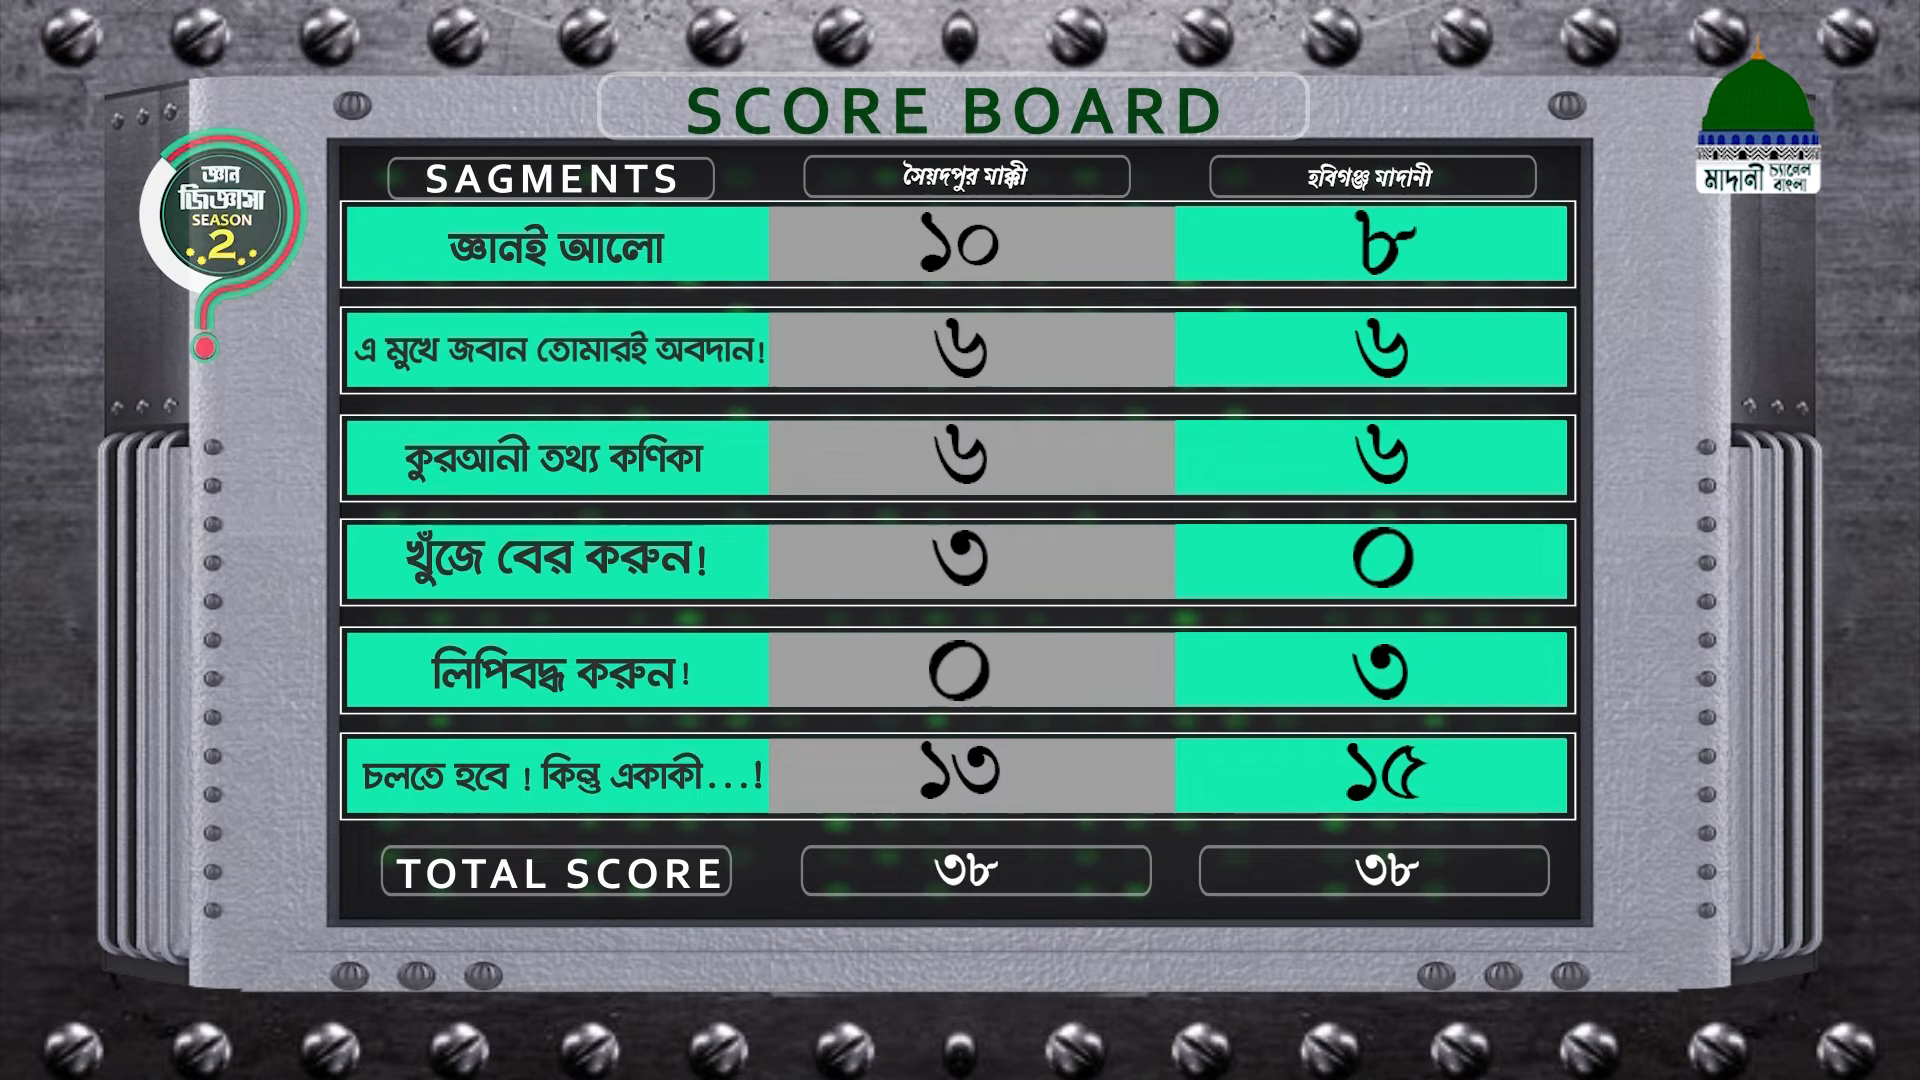 SCORE BOARD
জ্ঞান
জিজ্ঞাসা
SEASON
2
মাদানী চ্যানেল বাংলা
SAGMENTS সৈয়দপুর মাক্কী হবিগঞ্জ মাদানী
জ্ঞানই আলো ১০ ৮
এ মুখে জবান তোমারই অবদান! ৬ ৬
কুরআনী তথ্য কণিকা ৬ ৬
খুঁজে বের করুন! ৩ ০
লিপিবদ্ধ করুন! ০ ৩
চলতে হবে ! কিন্তু একাকী...! ১৩ ১৫
TOTAL SCORE ৩৮ ৩৮